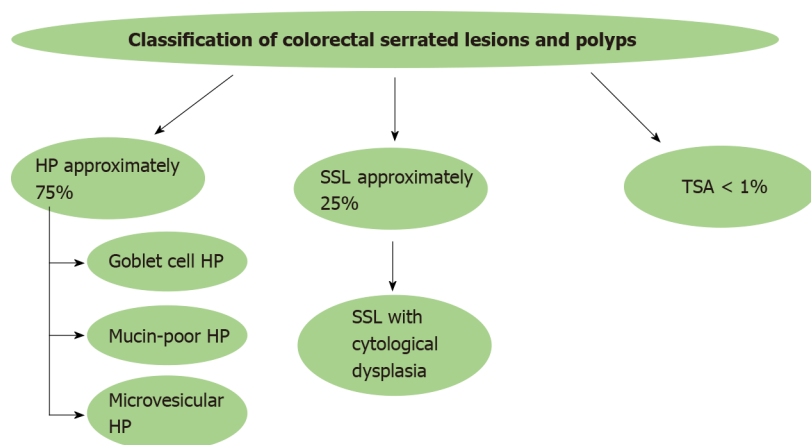 Classification of colorectal serrated lesions and polyps
HP approximately
75%
SSL approximately
25%
TSA < 1%
Goblet cell HP
Mucin-poor HP
Microvesicular
HP
SSL with
cytological
dysplasia